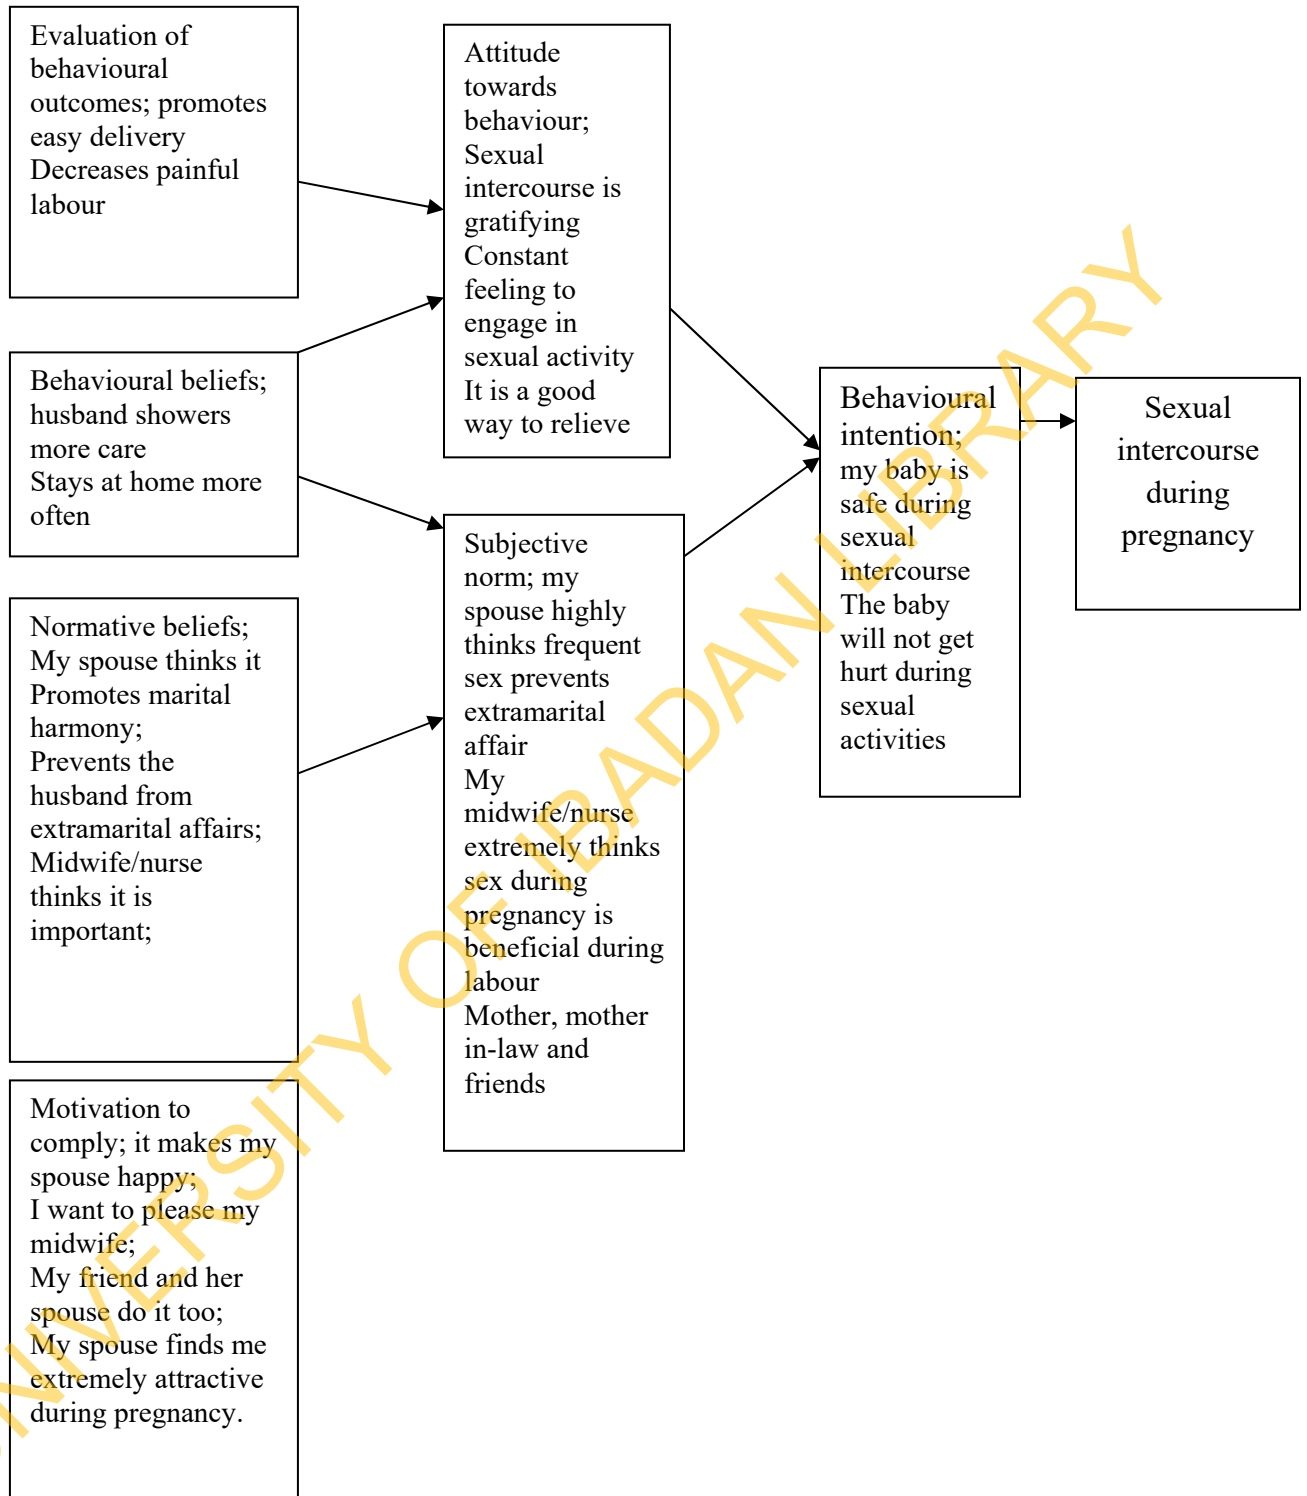 Evaluation of
behavioural
outcomes; promotes
easy delivery
Decreases painful
labour
Behavioural beliefs;
husband showers
more care
Stays at home more
often
Normative beliefs;
My spouse thinks it
Promotes marital
harmony;
Prevents the
husband from
extramarital affairs;
Midwife/nurse
thinks it is
important;
Motivation to
comply; it makes my
spouse happy;
I want to please my
midwife;
My friend and her
spouse do it too;
My spouse finds me
extremely attractive
during pregnancy.
Attitude
towards
behaviour;
Sexual
intercourse is
gratifying
Constant
feeling to
engage in
sexual activity
It is a good
way to relieve
Subjective
norm; my
spouse highly
thinks frequent
sex prevents
extramarital
affair
My
midwife/nurse
extremely thinks
sex during
pregnancy is
beneficial during
labour
Mother, mother
in-law and
friends
Behavioural
intention;
my baby is
safe during
sexual
intercourse
The baby
will not get
hurt during
sexual
activities
Sexual
intercourse
during
pregnancy
UNIVERSITY OF IBADAN LIBRARY